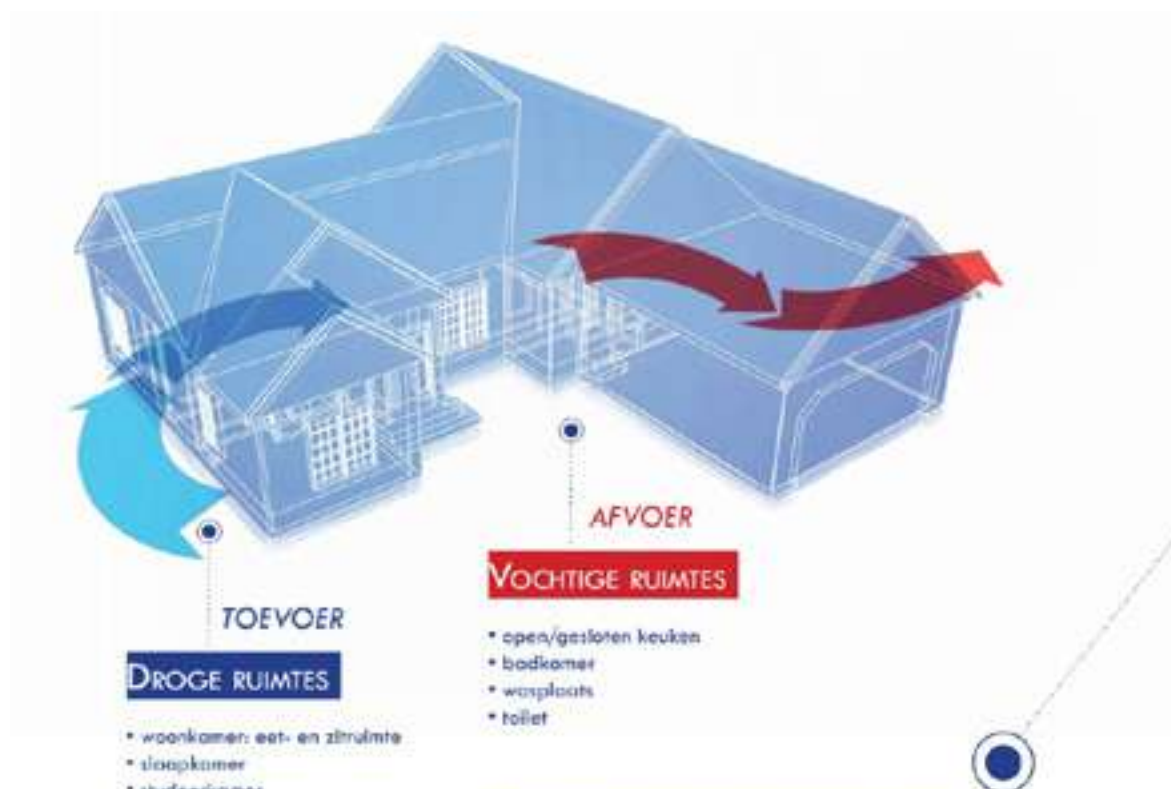 AFVOER
VOCHTIGE RUIMTES
• open/gesloten keuken
• badkamer
• wasplaats
• toilet
TOEVOER
DROGE RUIMTES
• woonkamer: eet- en zitruimte
• slaapkamer